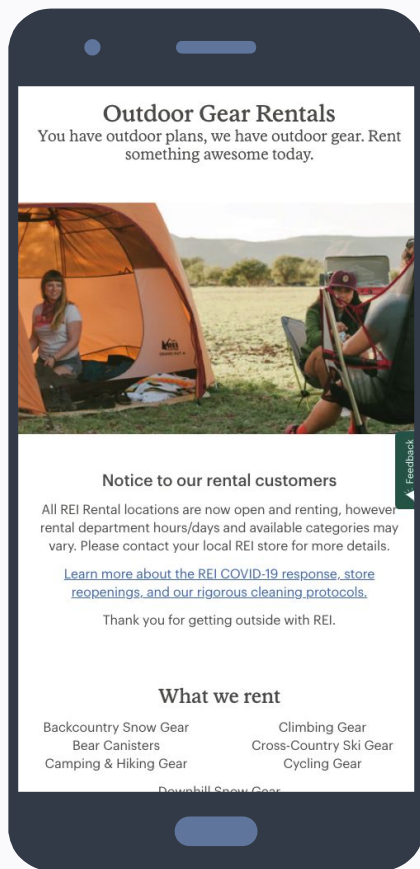 Outdoor Gear Rentals
You have outdoor plans, we have outdoor gear. Rent
something awesome today.
REI
Feedback
Notice to our rental customers
All REI Rental locations are now open and renting, however
rental department hours/days and available categories may
vary. Please contact your local REI store for more details.
Learn more about the REI COVID-19 response, store
reopenings, and our rigorous cleaning protocols.
Thank you for getting outside with REI.
What we rent
Backcountry Snow Gear
Climbing Gear
Bear Canisters
Cross-Country Ski Gear
Camping & Hiking Gear
Cycling Gear
Downhill Snow Gear